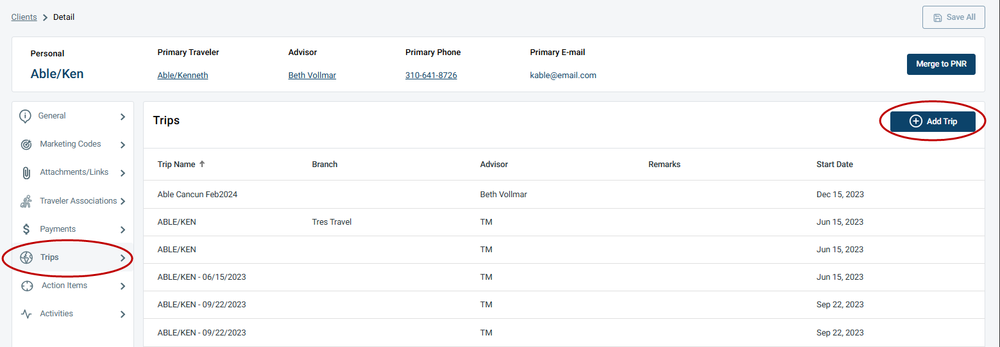 Clients > Detail
Save All
Personal Primary Traveler Advisor Primary Phone Primary E-mail
Able/Ken Able/Kenneth Beth Vollmar 310-641-8726 kable@email.com
Merge to PNR
General
Marketing Codes
Attachments/Links
Traveler Associations
Payments
Trips
Action Items
Activities
Trips
Add Trip
Trip Name Branch Advisor Remarks Start Date
Able Cancun Feb2024 Beth Vollmar Dec 15, 2023
ABLE/KEN Tres Travel TM Jun 15, 2023
ABLE/KEN TM Jun 15, 2023
ABLE/KEN - 06/15/2023 TM Jun 15, 2023
ABLE/KEN - 09/22/2023 TM Sep 22, 2023
ABLE/KEN - 09/22/2023 TM Sep 22, 2023